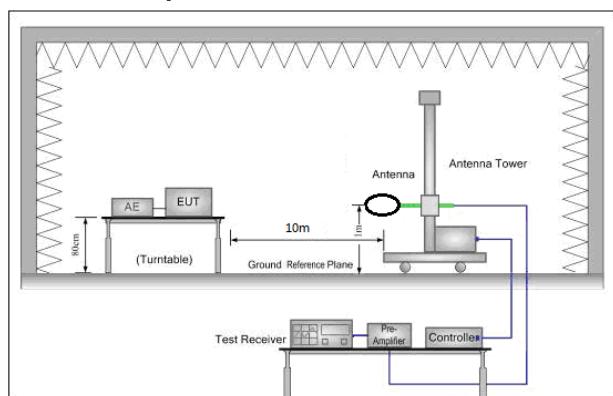 Antenna
Antenna Tower
AE
EUT
80cm
(Turntable)
10m
1m
Ground Reference Plane
Test Receiver
Pre-
Amplifier
Controller